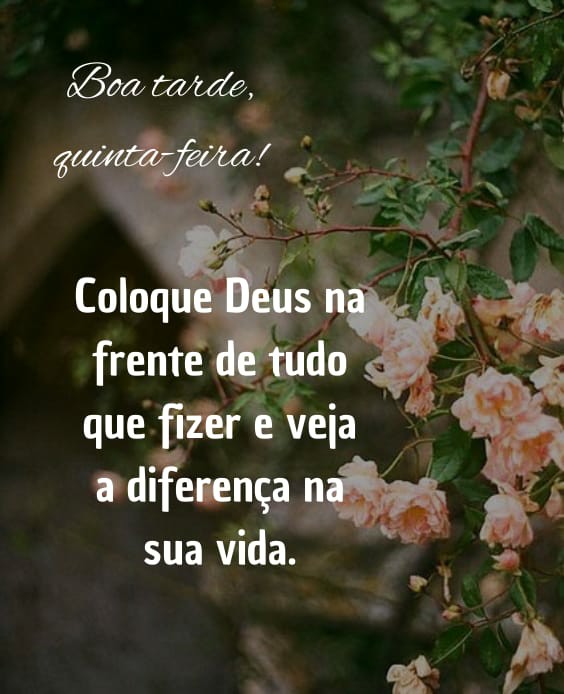 Boa tarde,
quinta-feira!
Coloque Deus na
frente de tudo
que fizer e veja
a diferença na
sua vida.